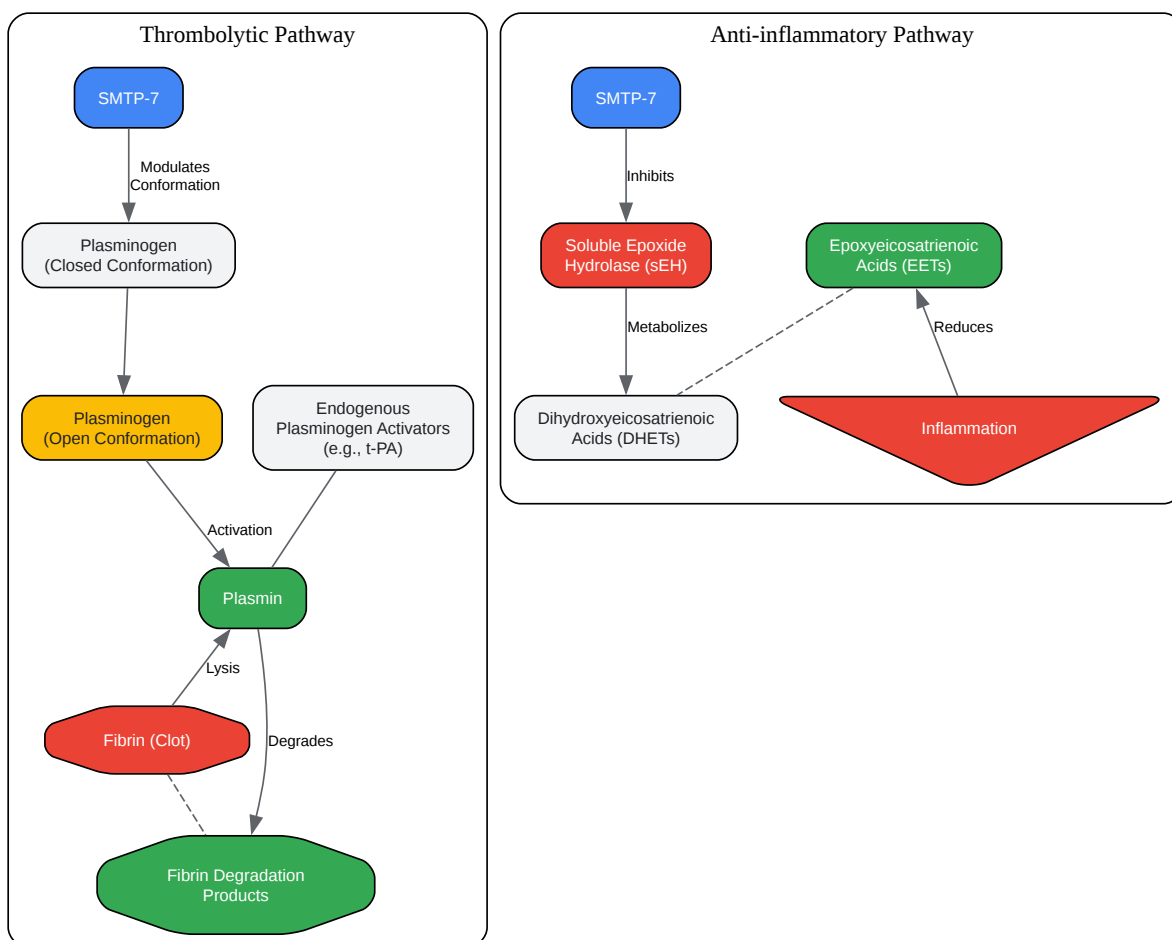 Thrombolytic Pathway
SMTP-7
Modulates
Conformation
Plasminogen
(Closed Conformation)
Plasminogen
(Open Conformation)
Endogenous
Plasminogen Activators
(e.g., t-PA)
Activation
Plasmin
Lysis
Fibrin (Clot)
Degrades
Fibrin Degradation
Products
Anti-inflammatory Pathway
SMTP-7
Inhibits
Soluble Epoxide
Hydrolase (sEH)
Epoxyeicosatrienoic
Acids (EETs)
Metabolizes
Reduces
Dihydroxyeicosatrienoic
Acids (DHETs)
Inflammation